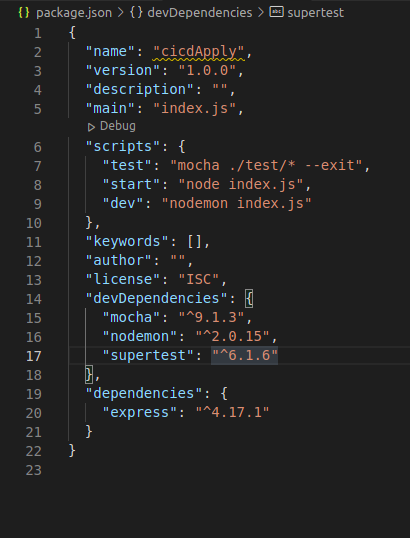 package.json > {} devDependencies > abc supertest
1 {
2 "name": "cicdApply",
3 "version": "1.0.0",
4 "description": "",
5 "main": "index.js",
Debug
6 "scripts": {
7 "test": "mocha ./test/* --exit",
8 "start": "node index.js",
9 "dev": "nodemon index.js"
10 },
11 "keywords": [],
12 "author": "",
13 "license": "ISC",
14 "devDependencies": {
15 "mocha": "^9.1.3",
16 "nodemon": "^2.0.15",
17 "supertest": "^6.1.6"
18 },
19 "dependencies": {
20 "express": "^4.17.1"
21 }
22 }
23